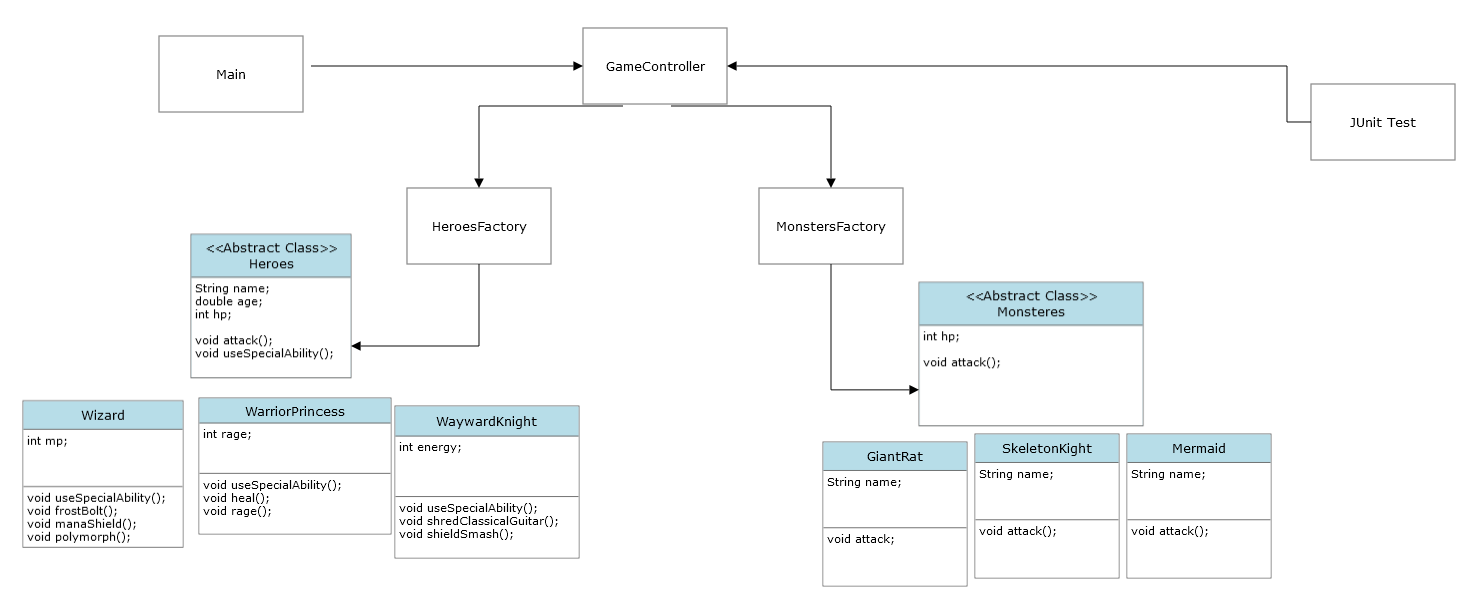 Main
GameController
JUnit Test
HeroesFactory
MonstersFactory
<<Abstract Class>>
Heroes
String name;
double age;
int hp;
void attack();
void useSpecialAbility();
<<Abstract Class>>
Monsteres
int hp;
void attack();
Wizard
int mp;
void useSpecialAbility();
void frostBolt();
void manaShield();
void polymorph();
WarriorPrincess
int rage;
void useSpecialAbility();
void heal();
void rage();
WaywardKnight
int energy;
void useSpecialAbility();
void shredClassicalGuitar();
void shieldSmash();
GiantRat
String name;
void attack;
SkeletonKight
String name;
void attack();
Mermaid
String name;
void attack();